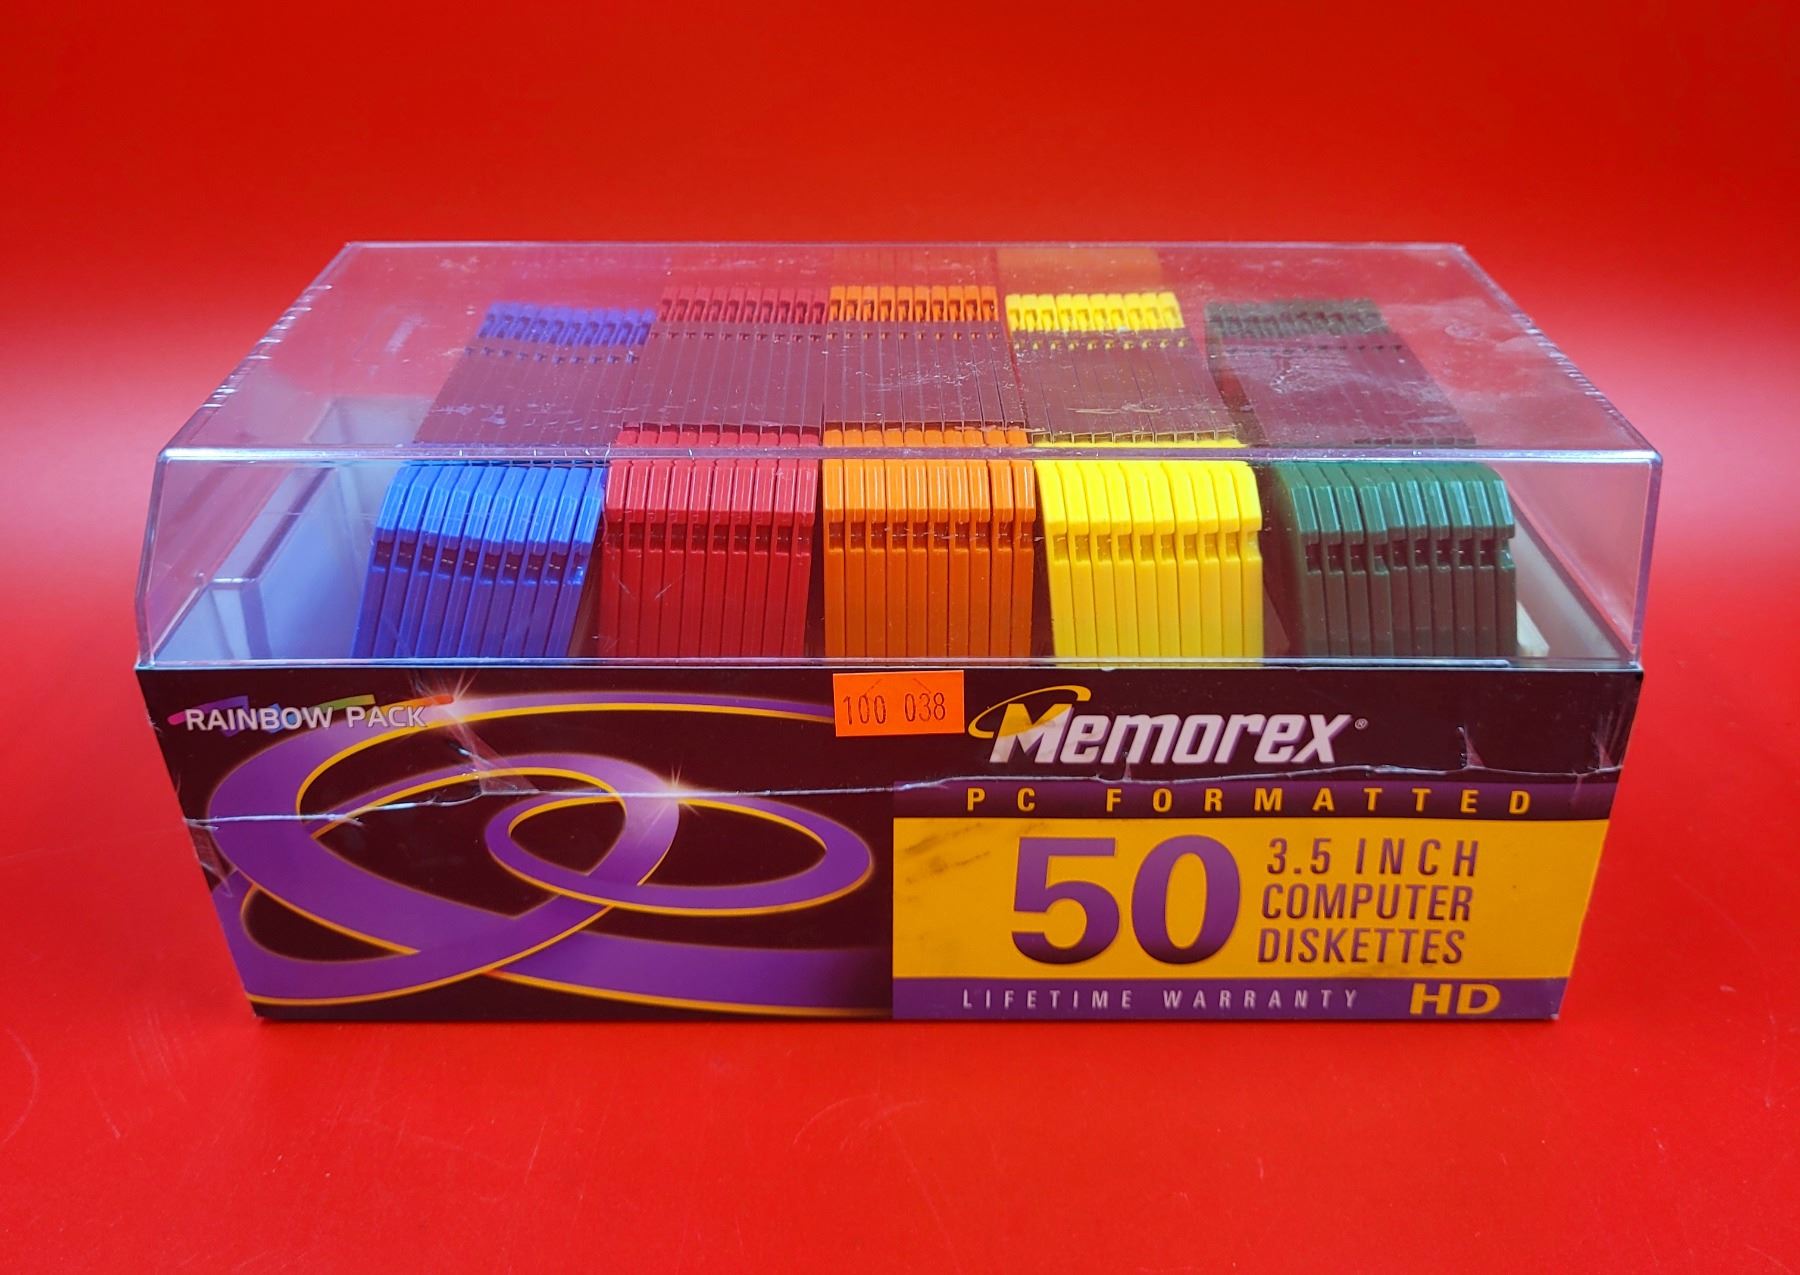 RAINBOW PACK
100 038
Memorex®
PC FORMATTED
50
3.5 INCH
COMPUTER
DISKETTES
LIFETIME WARRANTY
HD